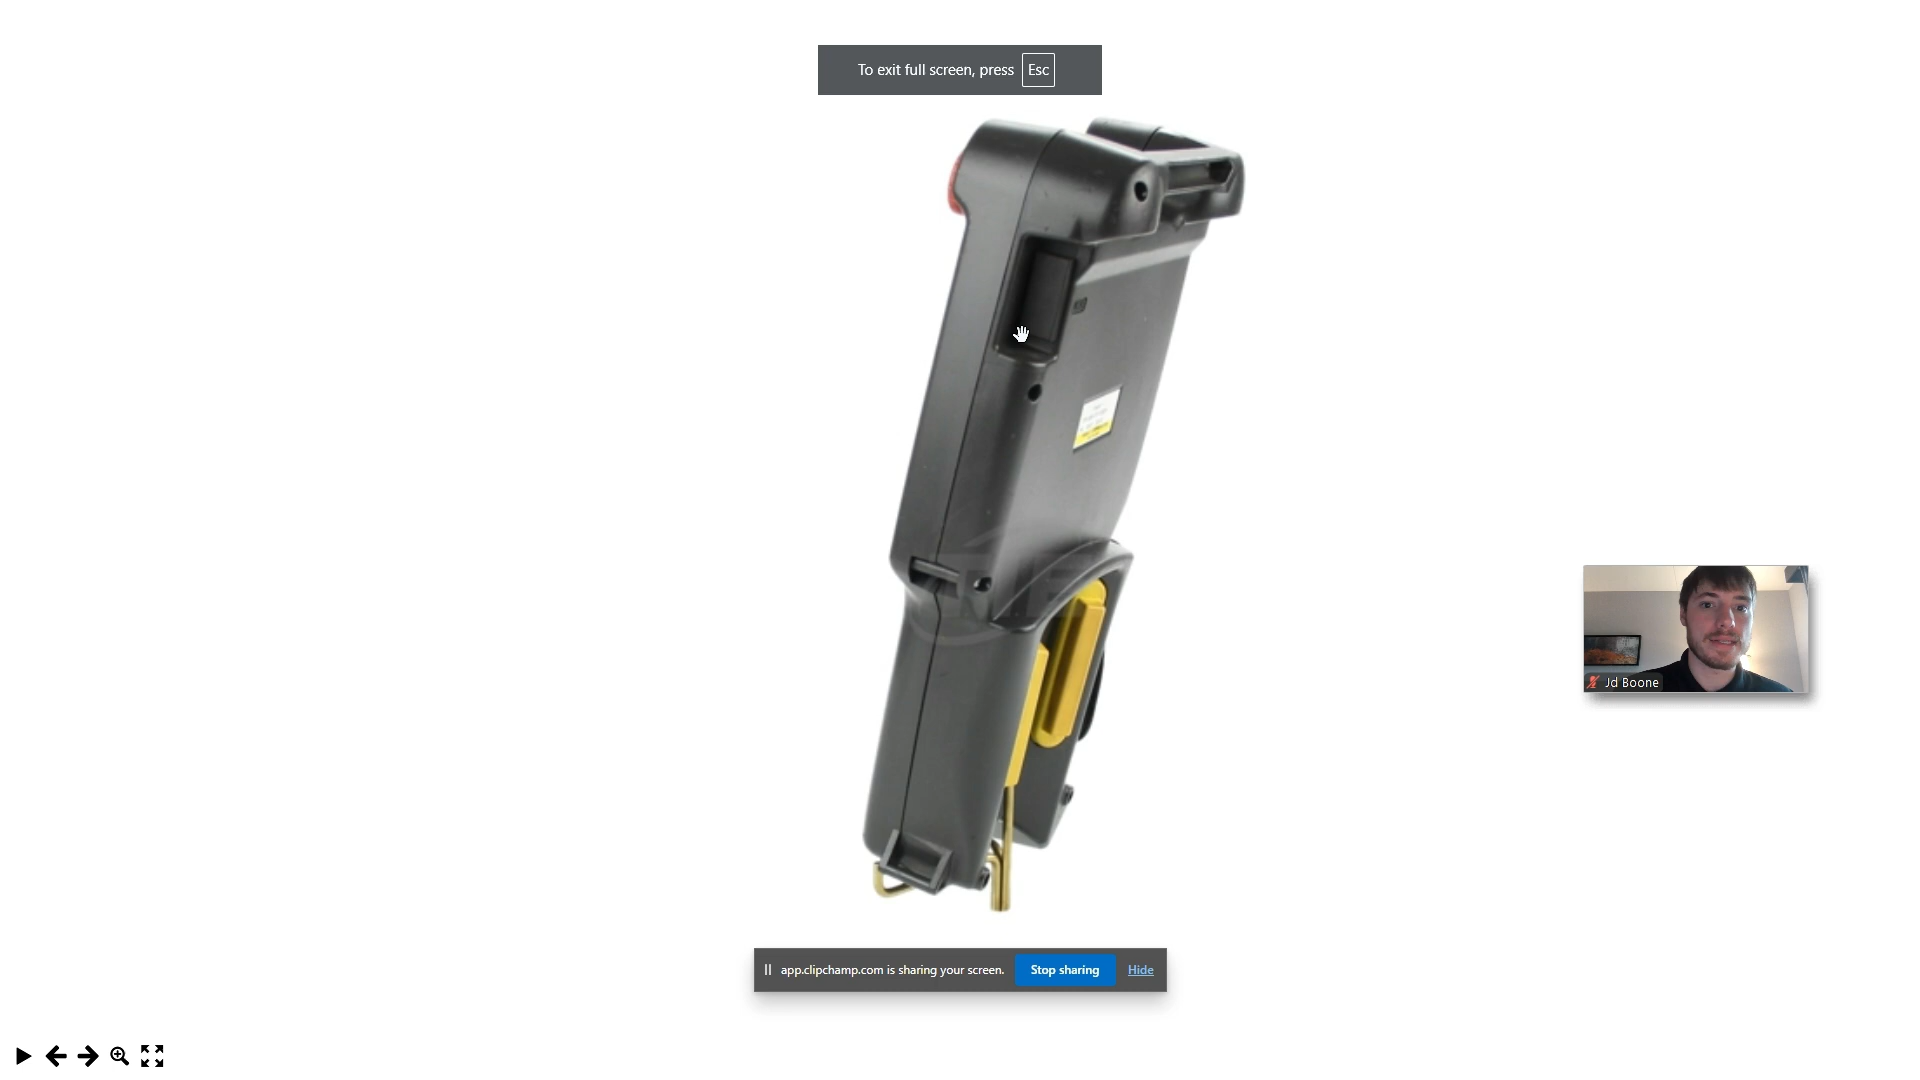 To exit full screen, press Esc
Jd Boone
app.clipchamp.com is sharing your screen. Stop sharing Hide